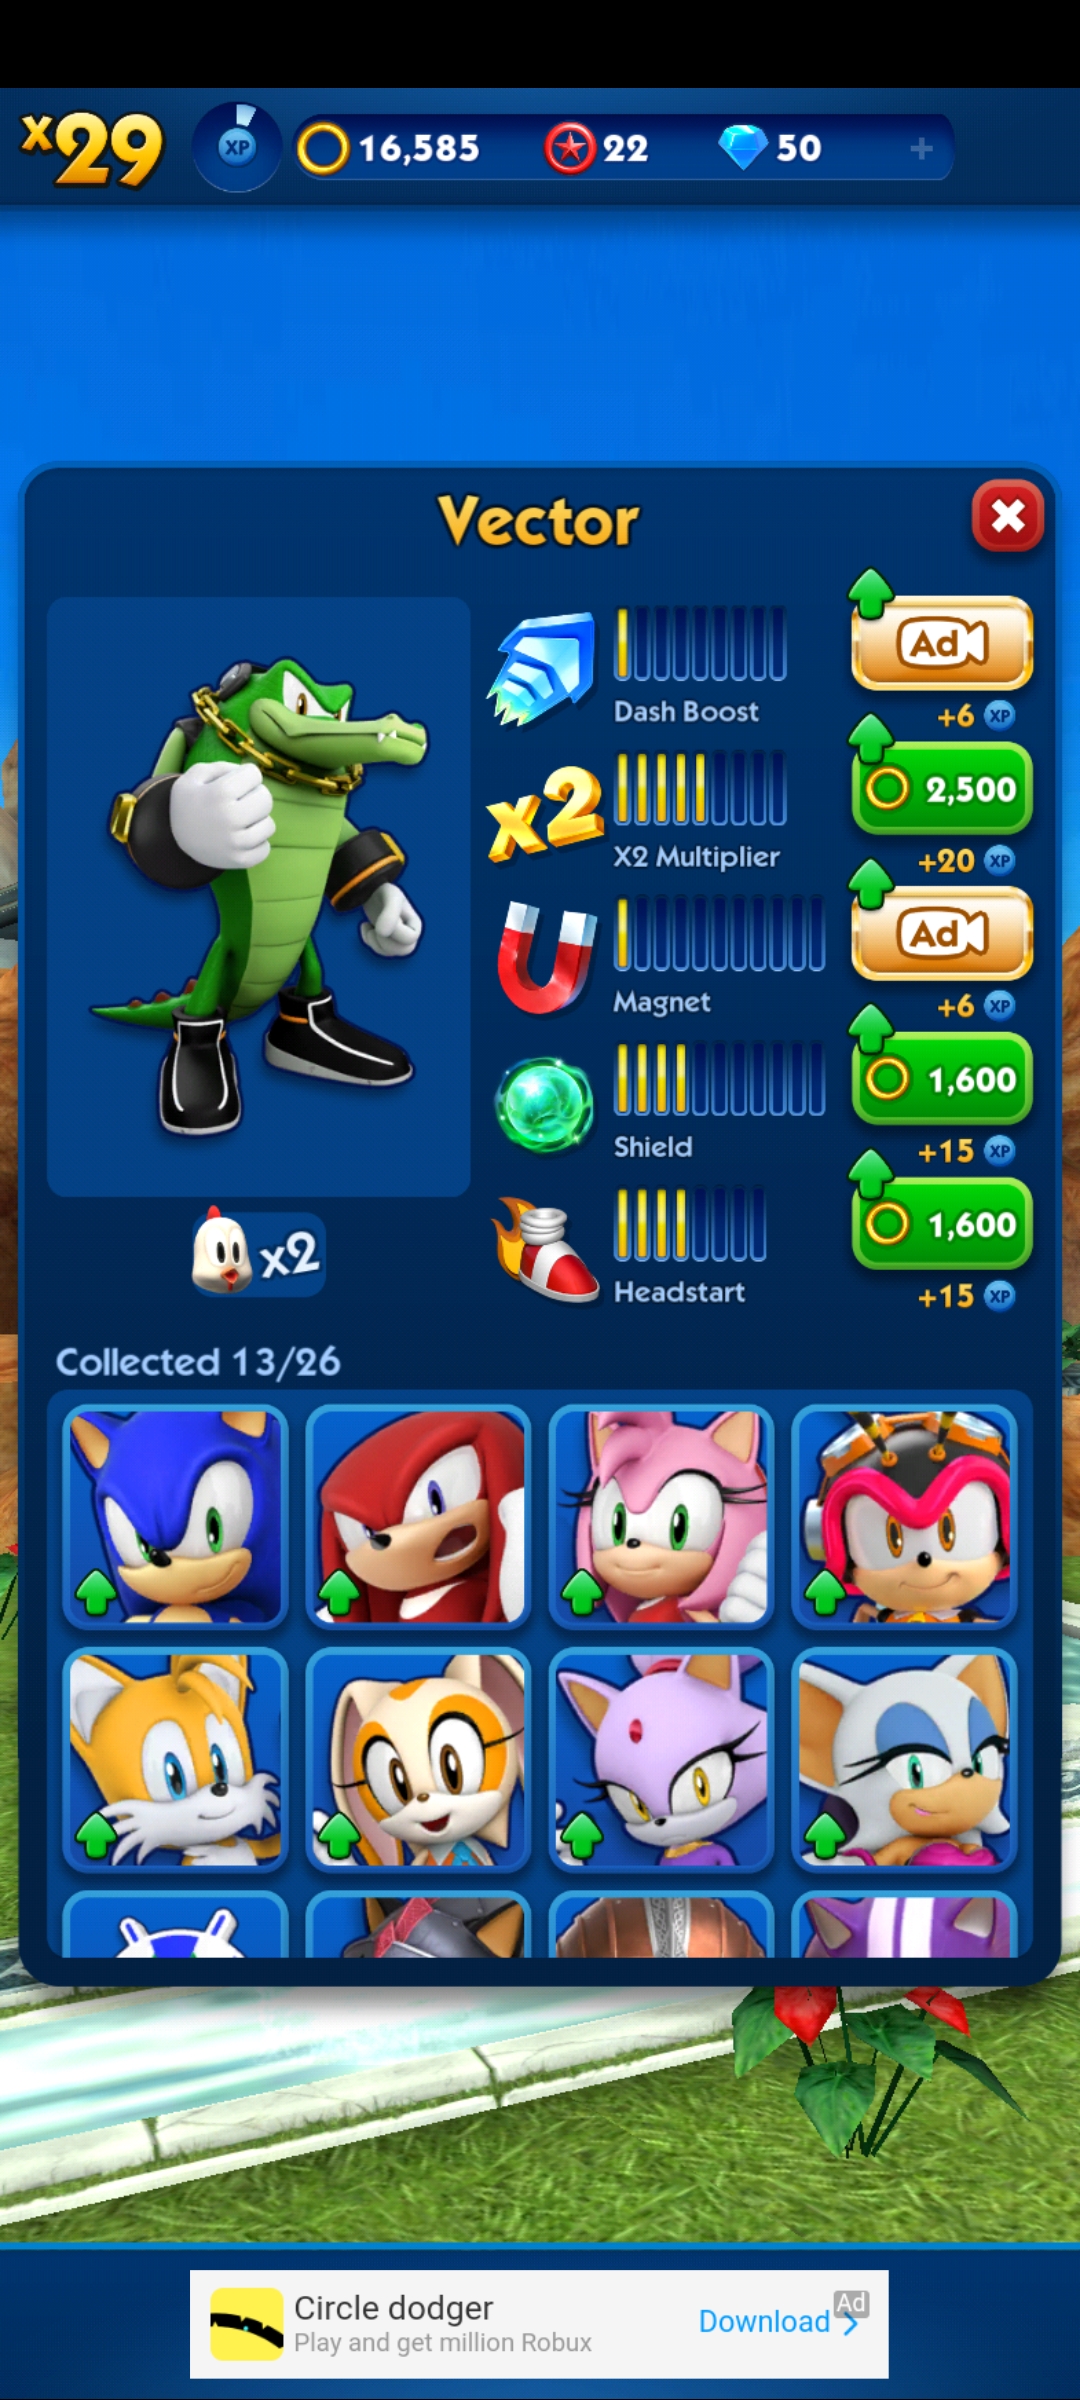 x29 XP 16,585 22 50 +
Vector
Ad
Dash Boost
+6 XP
x2
2,500
X2 Multiplier
+20 XP
Ad
Magnet
+6 XP
1,600
Shield
+15 XP
x2
1,600
Headstart
+15 XP
Collected 13/26
Circle dodger
Play and get million Robux
Download
Ad